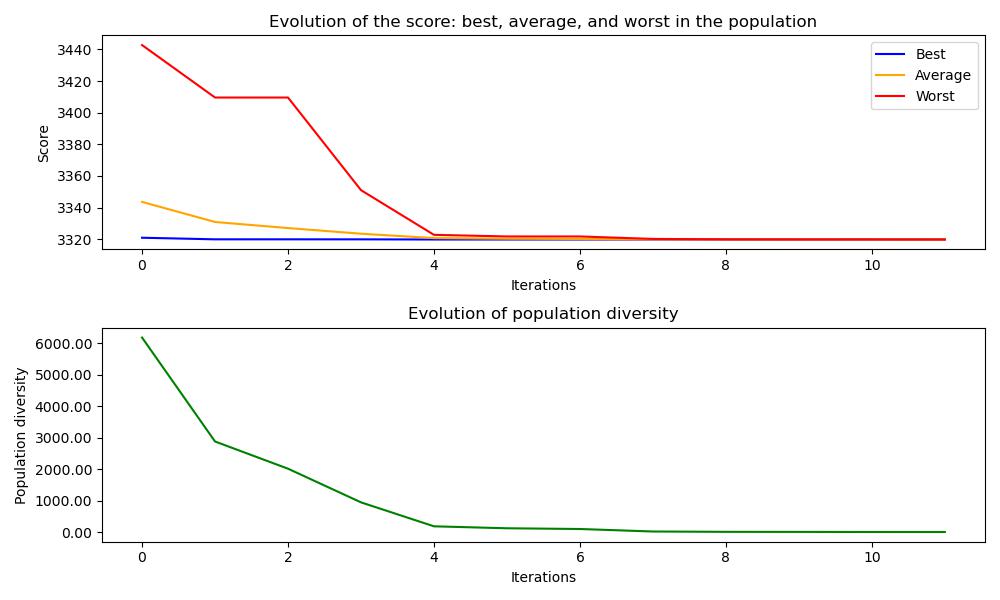 Evolution of the score: best, average, and worst in the population
3440
3420
3400
3380
3360
3340
3320
Score
Best
Average
Worst
0 2 4 6 8 10
Iterations
Evolution of population diversity
6000.00
5000.00
4000.00
3000.00
2000.00
1000.00
0.00
Population diversity
0 2 4 6 8 10
Iterations